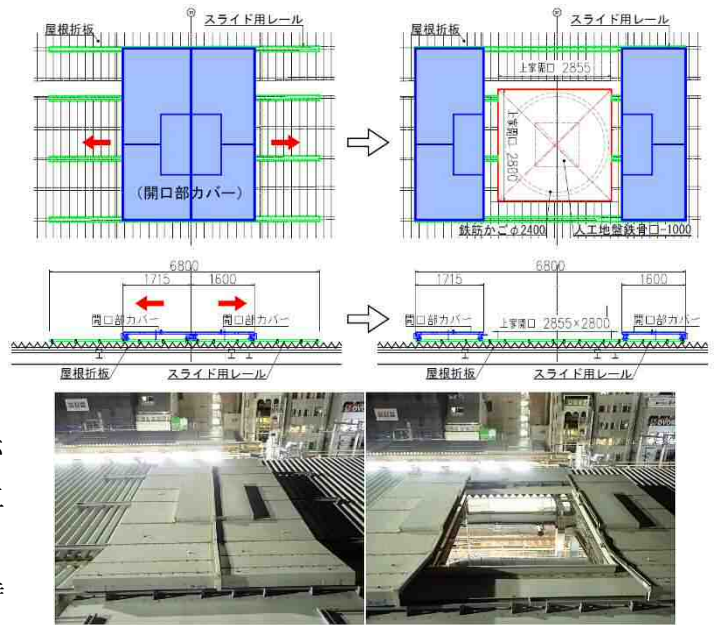 屋根折板
スライド用レール
(開口部カバー)
屋根折板
スライド用レール
上家開口 2855
上家開口 2800
鉄筋かごφ2400
人工地盤鉄骨口-1000
6800
1715
1600
開口部カバー
開口部カバー
屋根折板
スライド用レール
6800
1715
1600
開口部カバー
上家開口 2855×2800
開口部カバー
屋根折板
スライド用レール